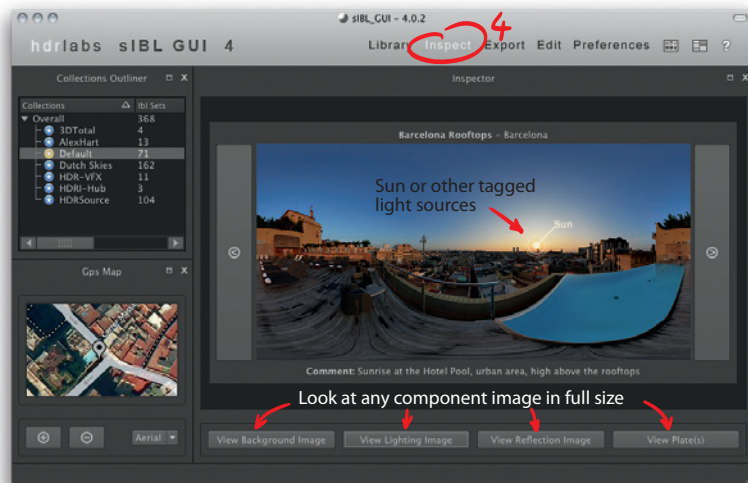 sIBL_GUI - 4.0.2
hdrlabs sIBL GUI 4
Library Inspect Export Edit Preferences ?
4
Collections Outliner X
Inspector X
Collections Ibl Sets
Overall 368
3DTotal 4
AlexHart 13
Default 71
Dutch Skies 162
HDR-VFX 11
HDRI-Hub 3
HDRSource 104
Barcelona Rooftops - Barcelona
Sun or other tagged
light sources
Sun
< >
Gps Map X
Comment: Sunrise at the Hotel Pool, urban area, high above the rooftops
Look at any component image in full size
Aerial
View Background Image View Lighting Image View Reflection Image View Plate(s)